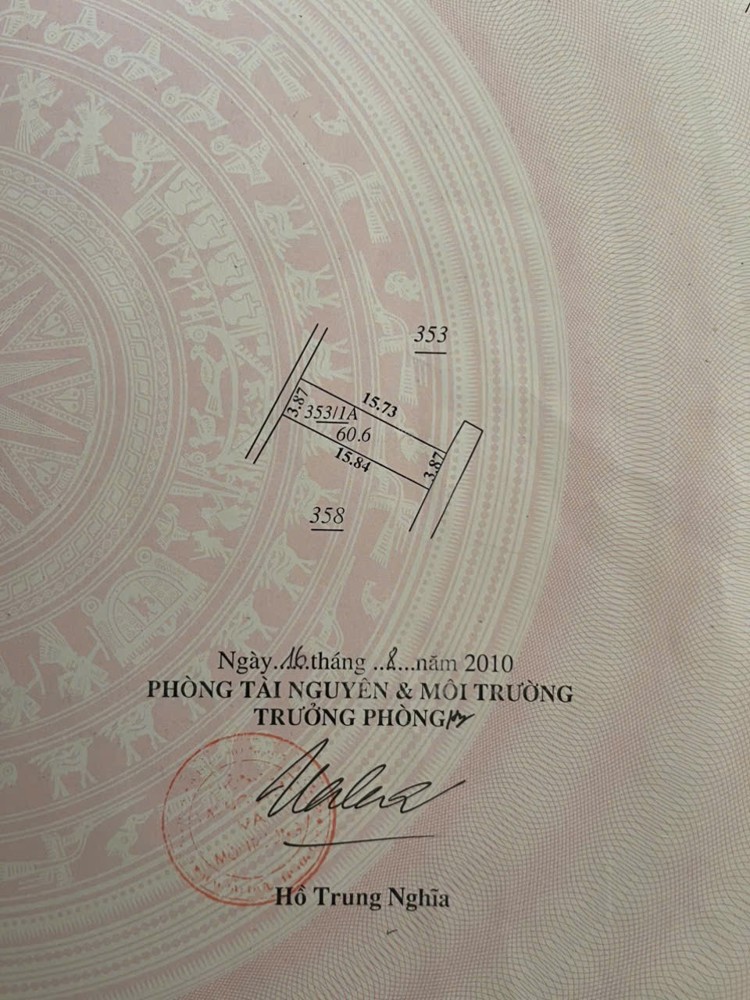 353
15.73
3.87
353/1A
60.6
3.87
15.84
358
Ngày..16.tháng ..8...năm 2010
PHÒNG TÀI NGUYÊN & MÔI TRƯỜNG
TRƯỞNG PHÒNG
VÀ
Hồ Trung Nghĩa